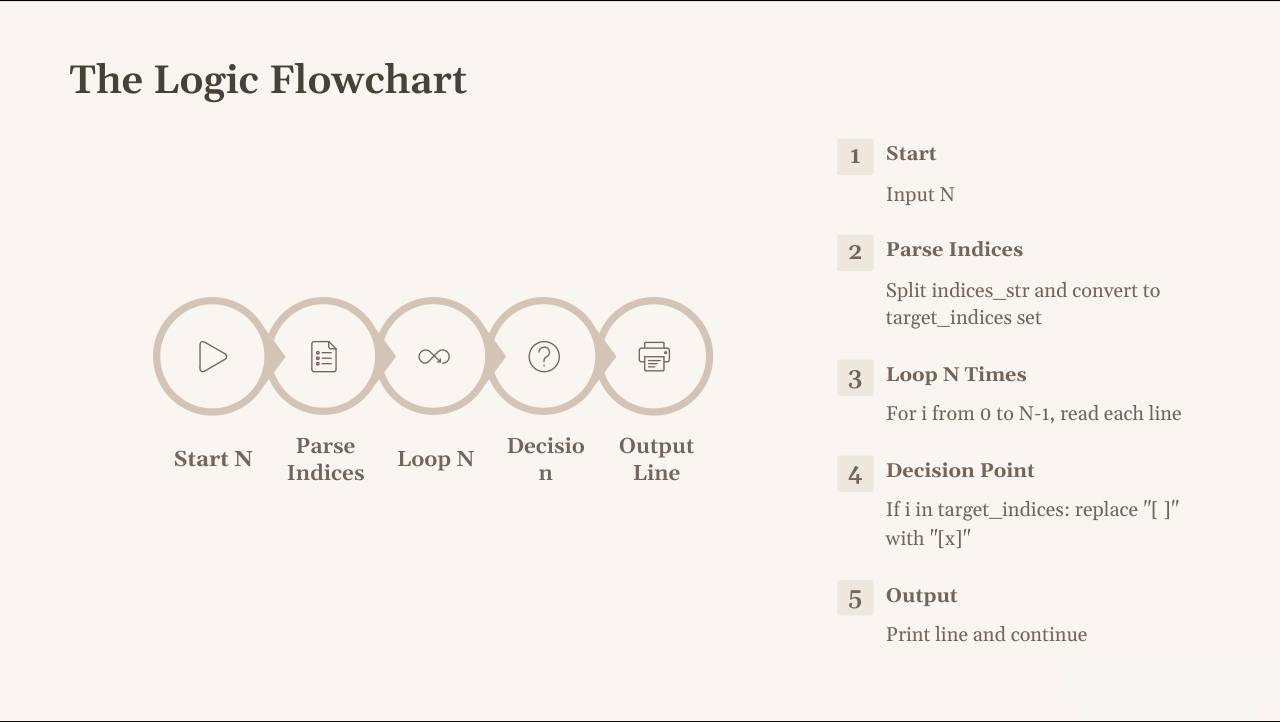 The Logic Flowchart
Start N
Parse
Indices
Loop N
Decisio
n
Output
Line
1
Start
Input N
2
Parse Indices
Split indices_str and convert to
target_indices set
3
Loop N Times
For i from 0 to N-1, read each line
4
Decision Point
If i in target_indices: replace "[ ]"
with "[x]"
5
Output
Print line and continue